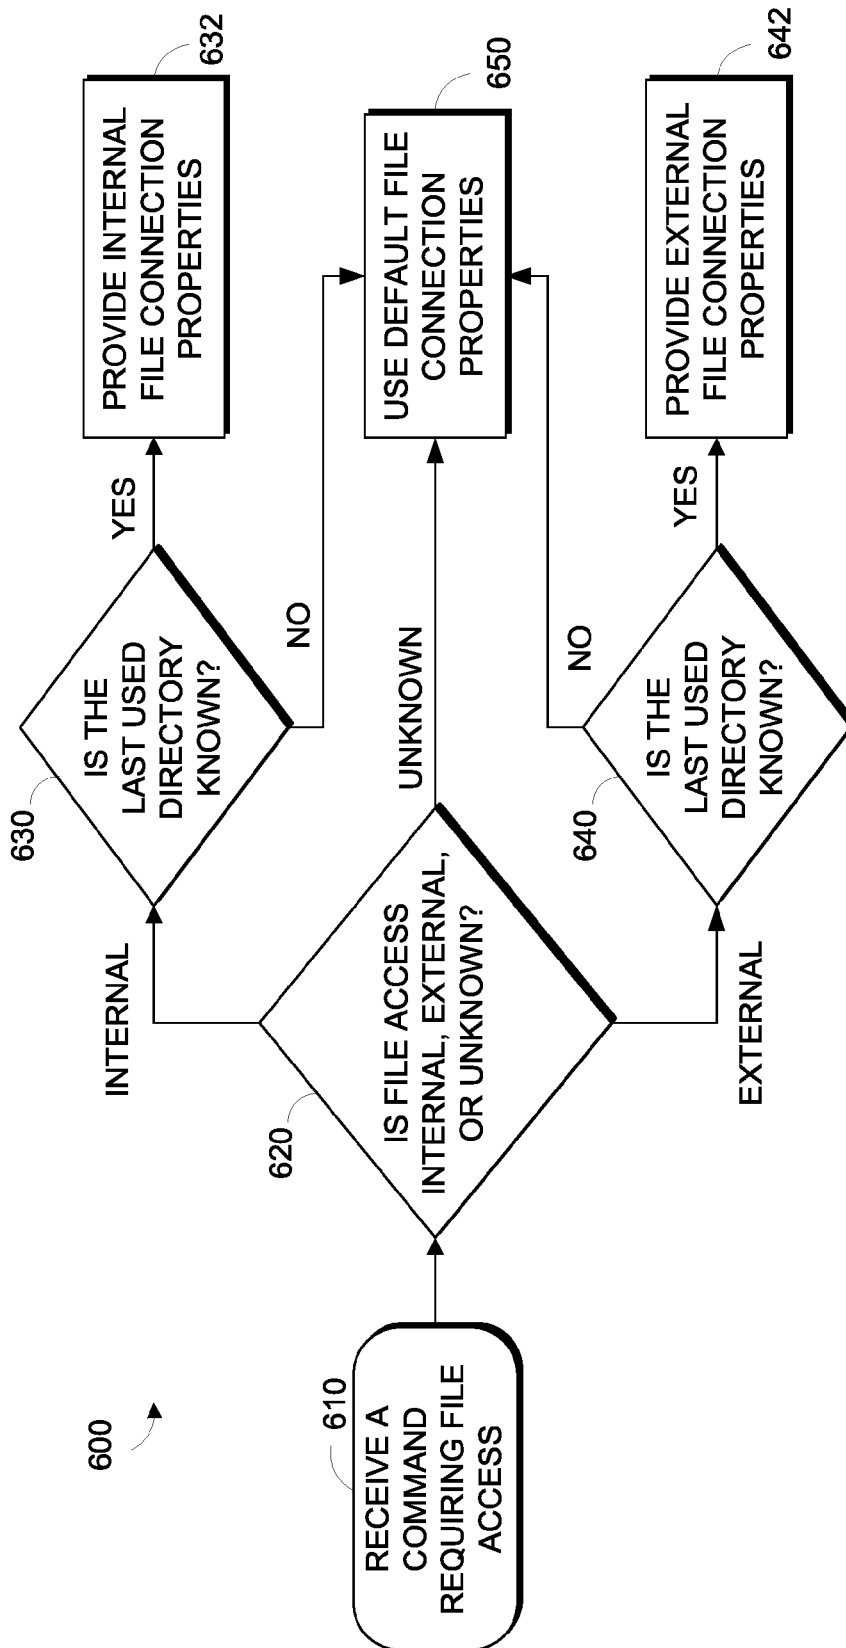 600
610
RECEIVE A
COMMAND
REQUIRING FILE
ACCESS
620
IS FILE ACCESS
INTERNAL, EXTERNAL,
OR UNKNOWN?
INTERNAL
630
IS THE
LAST USED
DIRECTORY
KNOWN?
YES
632
PROVIDE INTERNAL
FILE CONNECTION
PROPERTIES
NO
UNKNOWN
650
USE DEFAULT FILE
CONNECTION
PROPERTIES
EXTERNAL
640
IS THE
LAST USED
DIRECTORY
KNOWN?
NO
YES
642
PROVIDE EXTERNAL
FILE CONNECTION
PROPERTIES